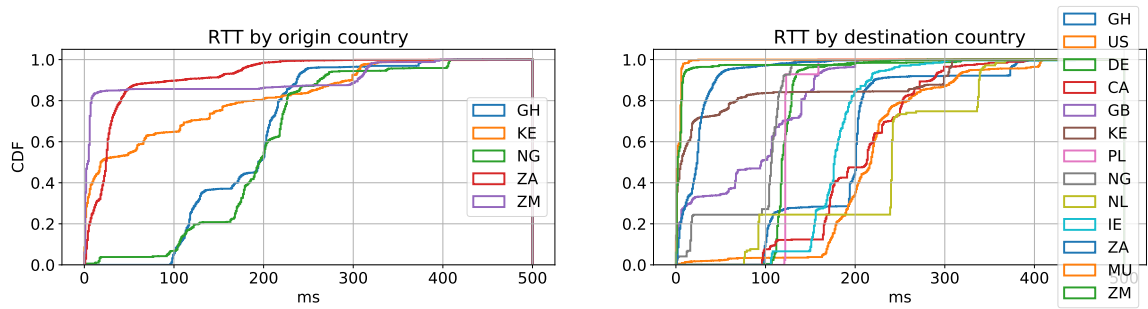 RTT by origin country
CDF
1.0
0.8
0.6
0.4
0.2
0.0
0
100
200
300
400
500
ms
GH
KE
NG
ZA
ZM
RTT by destination country
1.0
0.8
0.6
0.4
0.2
0.0
0
100
200
300
400
500
ms
GH
US
DE
CA
GB
KE
PL
NG
NL
IE
ZA
MU
ZM